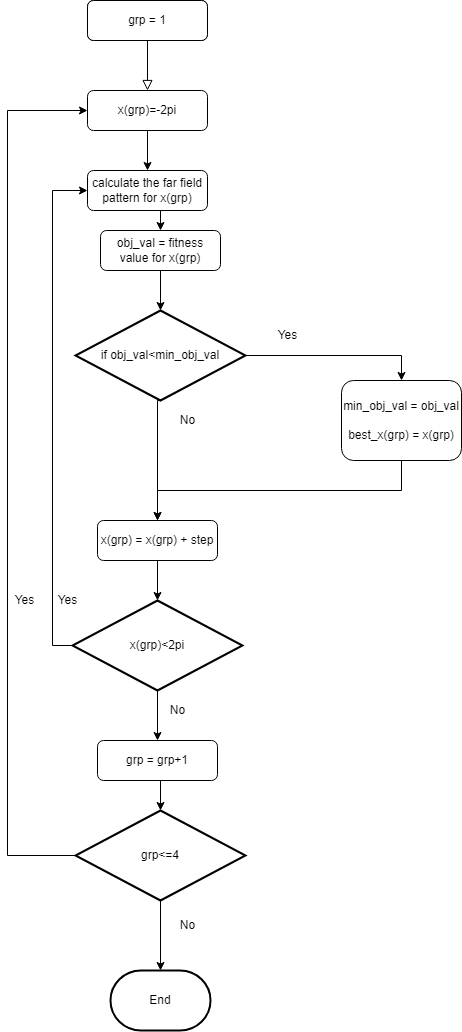 grp = 1
x(grp)=-2pi
calculate the far field
pattern for x(grp)
obj_val = fitness
value for x(grp)
if obj_val<min_obj_val
Yes
No
min_obj_val = obj_val
best_x(grp) = x(grp)
x(grp) = x(grp) + step
Yes
Yes
x(grp)<2pi
No
grp = grp+1
grp<=4
No
End